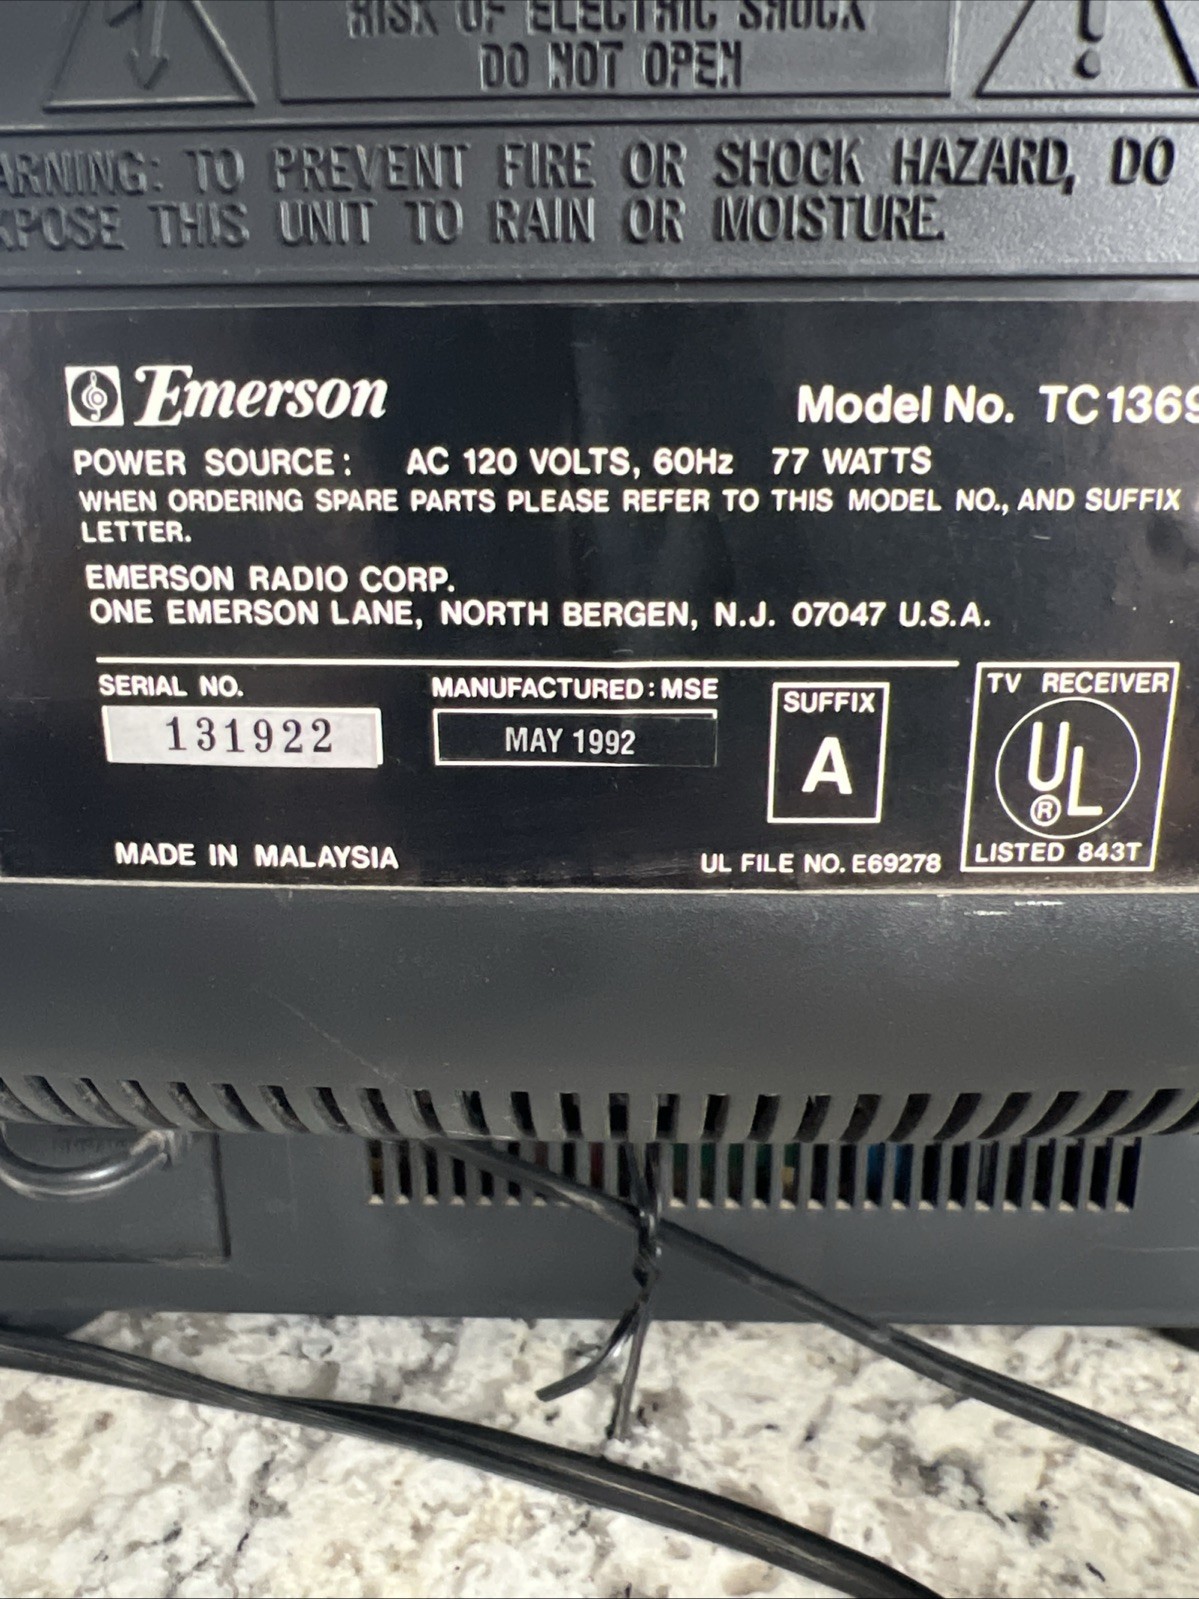 RISK OF ELECTRIC SHOCK
DO NOT OPEN
ARNING: TO PREVENT FIRE OR SHOCK HAZARD, DO
XPOSE THIS UNIT TO RAIN OR MOISTURE.
Emerson
Model No. TC1369
POWER SOURCE: AC 120 VOLTS, 60Hz 77 WATTS
WHEN ORDERING SPARE PARTS PLEASE REFER TO THIS MODEL NO., AND SUFFIX
LETTER.
EMERSON RADIO CORP.
ONE EMERSON LANE, NORTH BERGEN, N.J. 07047 U.S.A.
SERIAL NO.
131922
MANUFACTURED: MSE
MAY 1992
SUFFIX
A
TV RECEIVER
UL
®
LISTED 843T
MADE IN MALAYSIA
UL FILE NO. E69278